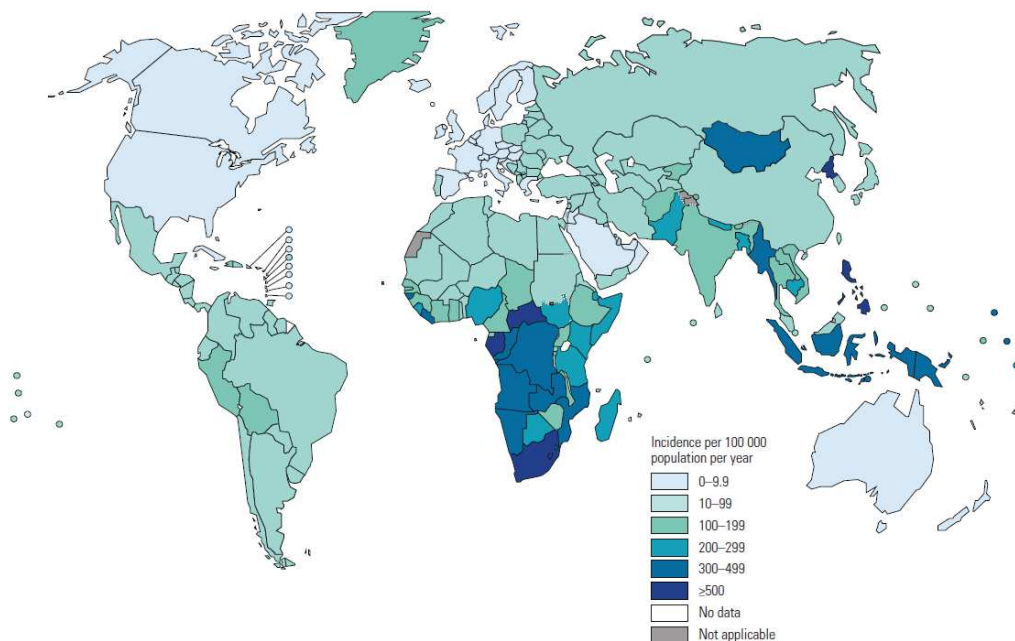 Incidence per 100 000
population per year
0–9.9
10–99
100–199
200–299
300–499
≥500
No data
Not applicable